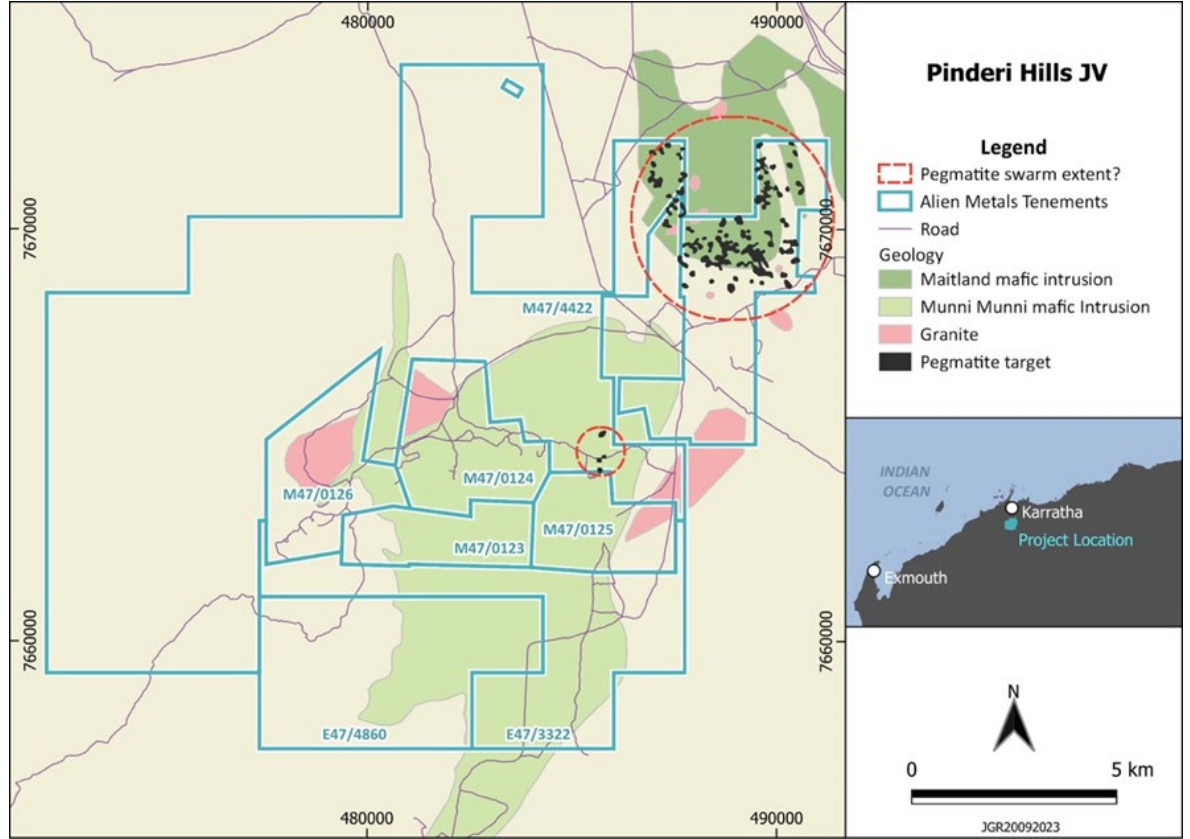 480000
490000
7670000
7670000
M47/4422
M47/0124
M47/0126
M47/0125
M47/0123
7660000
7660000
E47/4860
E47/3322
480000
490000
Pinderi Hills JV
Legend
Pegmatite swarm extent?
Alien Metals Tenements
Road
Geology
Maitland mafic intrusion
Munni Munni mafic Intrusion
Granite
Pegmatite target
INDIAN
OCEAN
Karratha
Project Location
Exmouth
N
0 5 km
JGR20092023